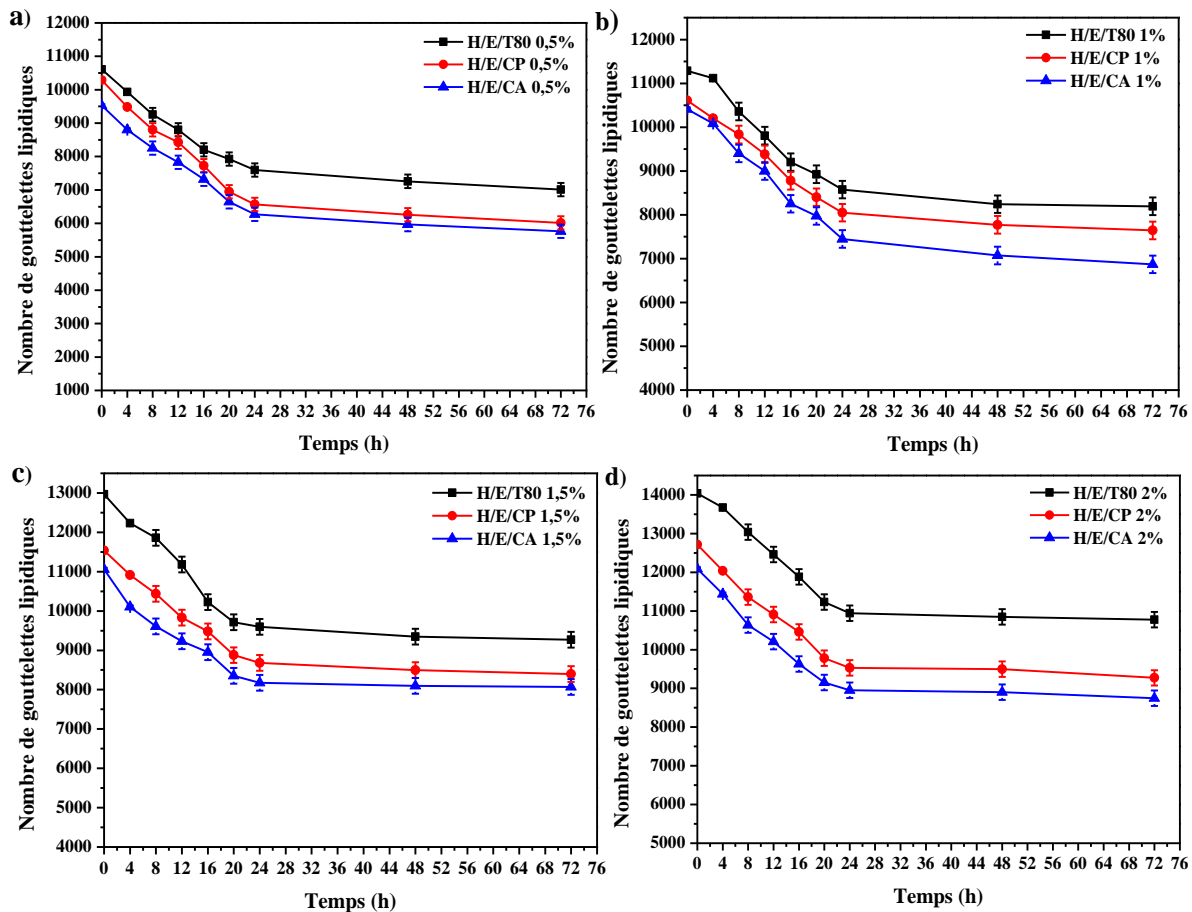 a)
Nombre de gouttelettes lipidiques
12000
11000
10000
9000
8000
7000
6000
5000
4000
3000
2000
1000
H/E/T80 0,5%
H/E/CP 0,5%
H/E/CA 0,5%
0 4 8 12 16 20 24 28 32 36 44 48 52 56 60 64 68 72 76
Temps (h)
b)
Nombre de gouttelettes lipidiques
12000
11000
10000
9000
8000
7000
6000
5000
4000
H/E/T80 1%
H/E/CP 1%
H/E/CA 1%
0 4 8 12 16 20 24 28 32 36 44 48 52 56 60 64 68 72 76
Temps (h)
c)
Nombre de gouttelettes lipidiques
13000
12000
11000
10000
9000
8000
7000
6000
5000
4000
H/E/T80 1,5%
H/E/CP 1,5%
H/E/CA 1,5%
0 4 8 12 16 20 24 28 32 36 44 48 52 56 60 64 68 72 76
Temps (h)
d)
Nombre de gouttelettes lipidiques
14000
13000
12000
11000
10000
9000
8000
7000
6000
5000
H/E/T80 2%
H/E/CP 2%
H/E/CA 2%
0 4 8 12 16 20 24 28 32 36 44 48 52 56 60 64 68 72 76
Temps (h)